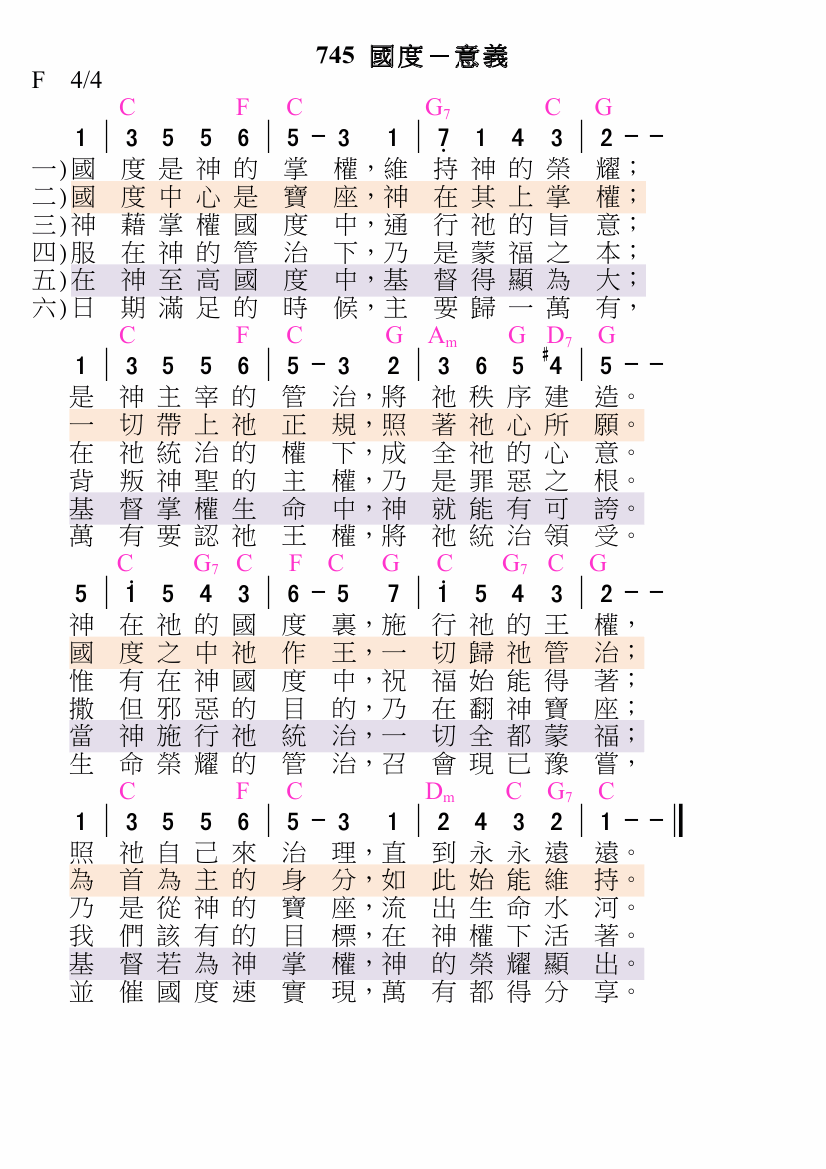 745 國度－意義
F 4/4
C F C G7 C G
1 | 3 5 5 6 | 5 － 3 1 | 7̣ 1 4 3 | 2 － －
一)國度是神的掌權，維持神的榮耀；
二)國度中心是寶座，神在其上掌權；
三)神藉掌權國度中，通行祂的旨意；
四)服在神的管治下，乃是蒙福之本；
五)在神至高國度中，基督得顯為大；
六)日期滿足的時候，主要歸一萬有，
C F C G Am G D7 G
1 | 3 5 5 6 | 5 － 3 2 | 3 6 5 #4 | 5 － －
是神主宰的管治，將祂秩序建造。
一切帶上祂正規，照著祂心所願。
在祂統治的權下，成全祂的心意。
背叛神聖的主權，乃是罪惡之根。
基督掌權生命中，神就能有可誇。
萬有要認祂王權，將祂統治領受。
C G7 C F C G C G7 C G
5 | 1̇ 5 4 3 | 6 － 5 7 | 1̇ 5 4 3 | 2 － －
神在祂的國度裏，施行祂的王權，
國度之中祂作王，一切歸祂管治；
惟有在神國度中，祝福始能得著；
撒但邪惡的目的，乃在翻神寶座；
當神施行祂統治，一切全都蒙福；
生命榮耀的管治，召會現已豫嘗，
C F C Dm C G7 C
1 | 3 5 5 6 | 5 － 3 1 | 2 4 3 2 | 1 － － ‖
照祂自己來治理，直到永永遠遠。
為首為主的身分，如此始能維持。
乃是從神的寶座，流出生命水河。
我們該有的目標，在神權下活著。
基督若為神掌權，神的榮耀顯出。
並催國度速實現，萬有都得分享。